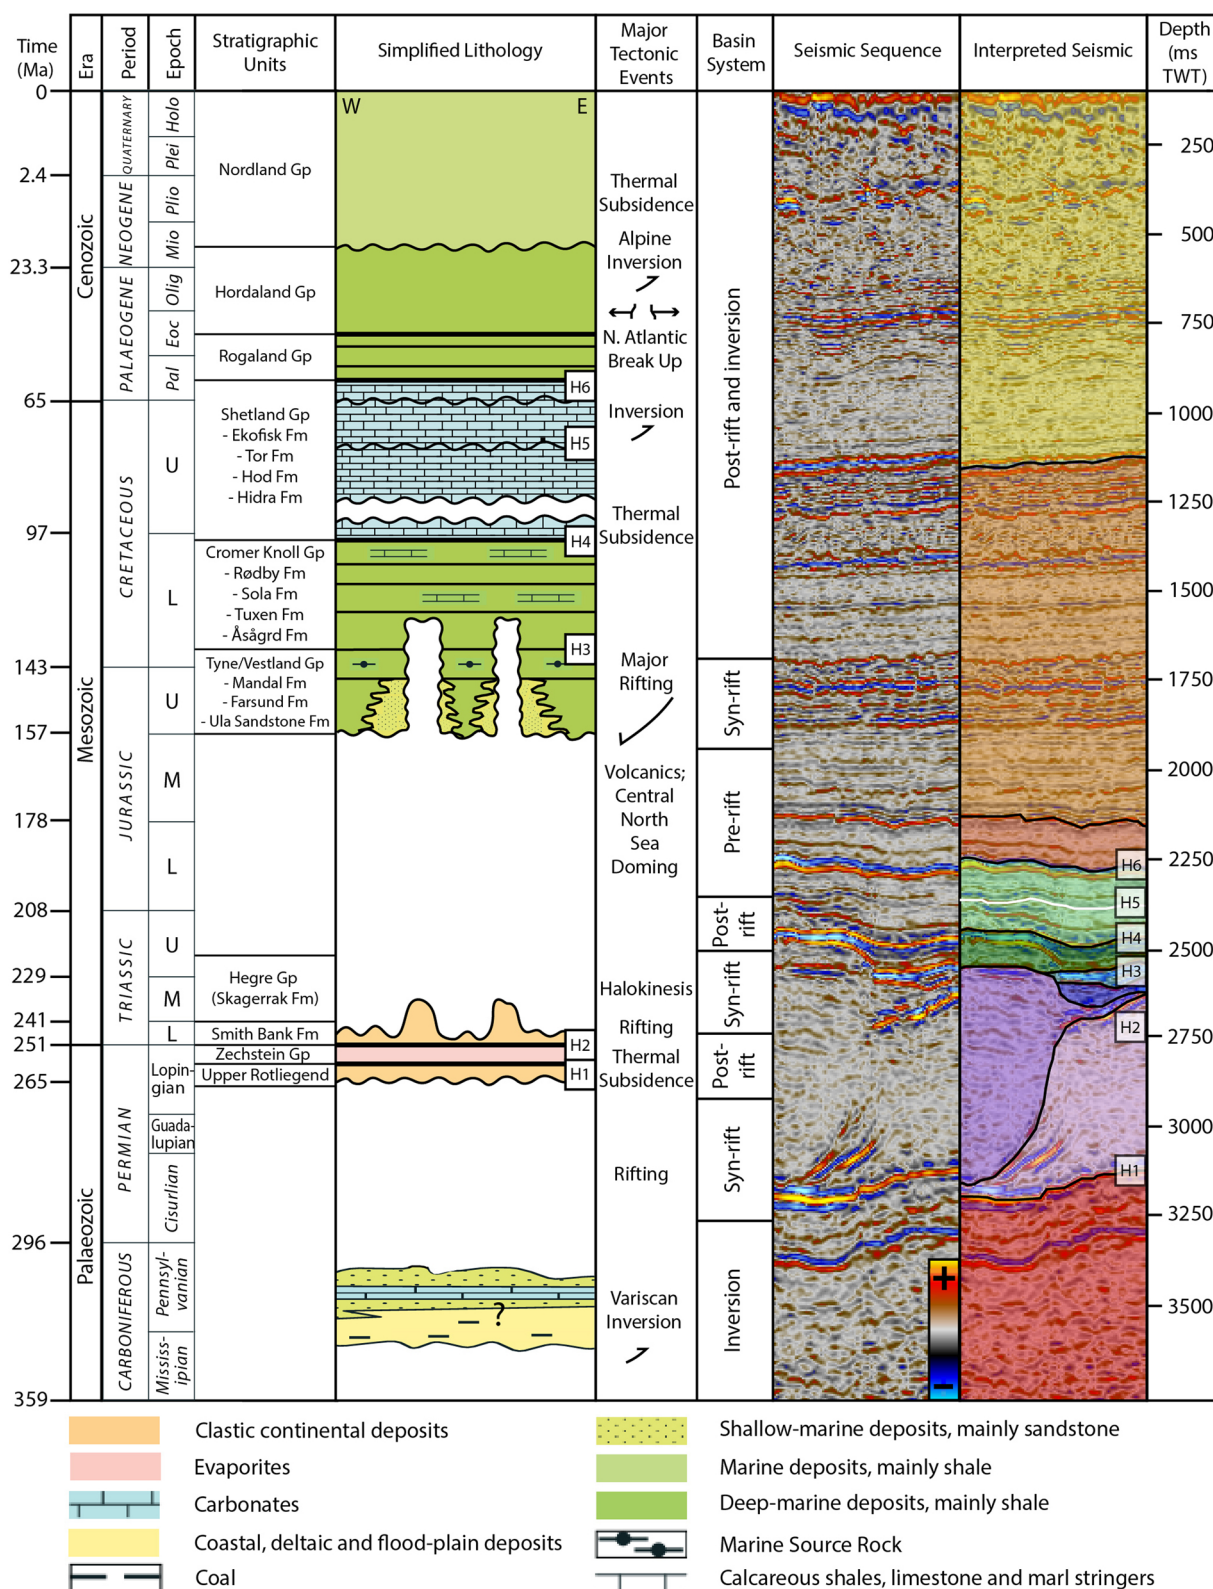 Time
(Ma)
Era
Period
Epoch
Stratigraphic
Units
Simplified Lithology
Major
Tectonic
Events
Basin
System
Seismic Sequence
Interpreted Seismic
Depth
(ms
TWT)
0
2.4
23.3
65
97
143
157
178
208
229
241
251
265
296
359
Cenozoic
Mesozoic
Palaeozoic
QUATERNARY
NEOGENE
PALAEOGENE
CRETACEOUS
JURASSIC
TRIASSIC
PERMIAN
CARBONIFEROUS
Holo
Plei
Plio
Mio
Olig
Eoc
Pal
U
L
U
M
L
U
M
L
Lopin-
gian
Guada-
lupian
Cisurlian
Pennsyl-
vanian
Mississ-
ipian
Nordland Gp
Hordaland Gp
Rogaland Gp
Shetland Gp
- Ekofisk Fm
- Tor Fm
- Hod Fm
- Hidra Fm
Cromer Knoll Gp
- Rødby Fm
- Sola Fm
- Tuxen Fm
- Åsågrd Fm
Tyne/Vestland Gp
- Mandal Fm
- Farsund Fm
- Ula Sandstone Fm
Hegre Gp
(Skagerrak Fm)
Smith Bank Fm
Zechstein Gp
Upper Rotliegend
W
E
H6
H5
H4
H3
H2
H1
?
Thermal
Subsidence
Alpine
Inversion
N. Atlantic
Break Up
Inversion
Thermal
Subsidence
Major
Rifting
Volcanics;
Central
North
Sea
Doming
Halokinesis
Rifting
Thermal
Subsidence
Rifting
Variscan
Inversion
Post-rift and inversion
Syn-rift
Pre-rift
Post-
rift
Syn-rift
Post-
rift
Syn-rift
Inversion
+
−
H6
H5
H4
H3
H2
H1
250
500
750
1000
1250
1500
1750
2000
2250
2500
2750
3000
3250
3500
Clastic continental deposits
Evaporites
Carbonates
Coastal, deltaic and flood-plain deposits
Coal
Shallow-marine deposits, mainly sandstone
Marine deposits, mainly shale
Deep-marine deposits, mainly shale
Marine Source Rock
Calcareous shales, limestone and marl stringers